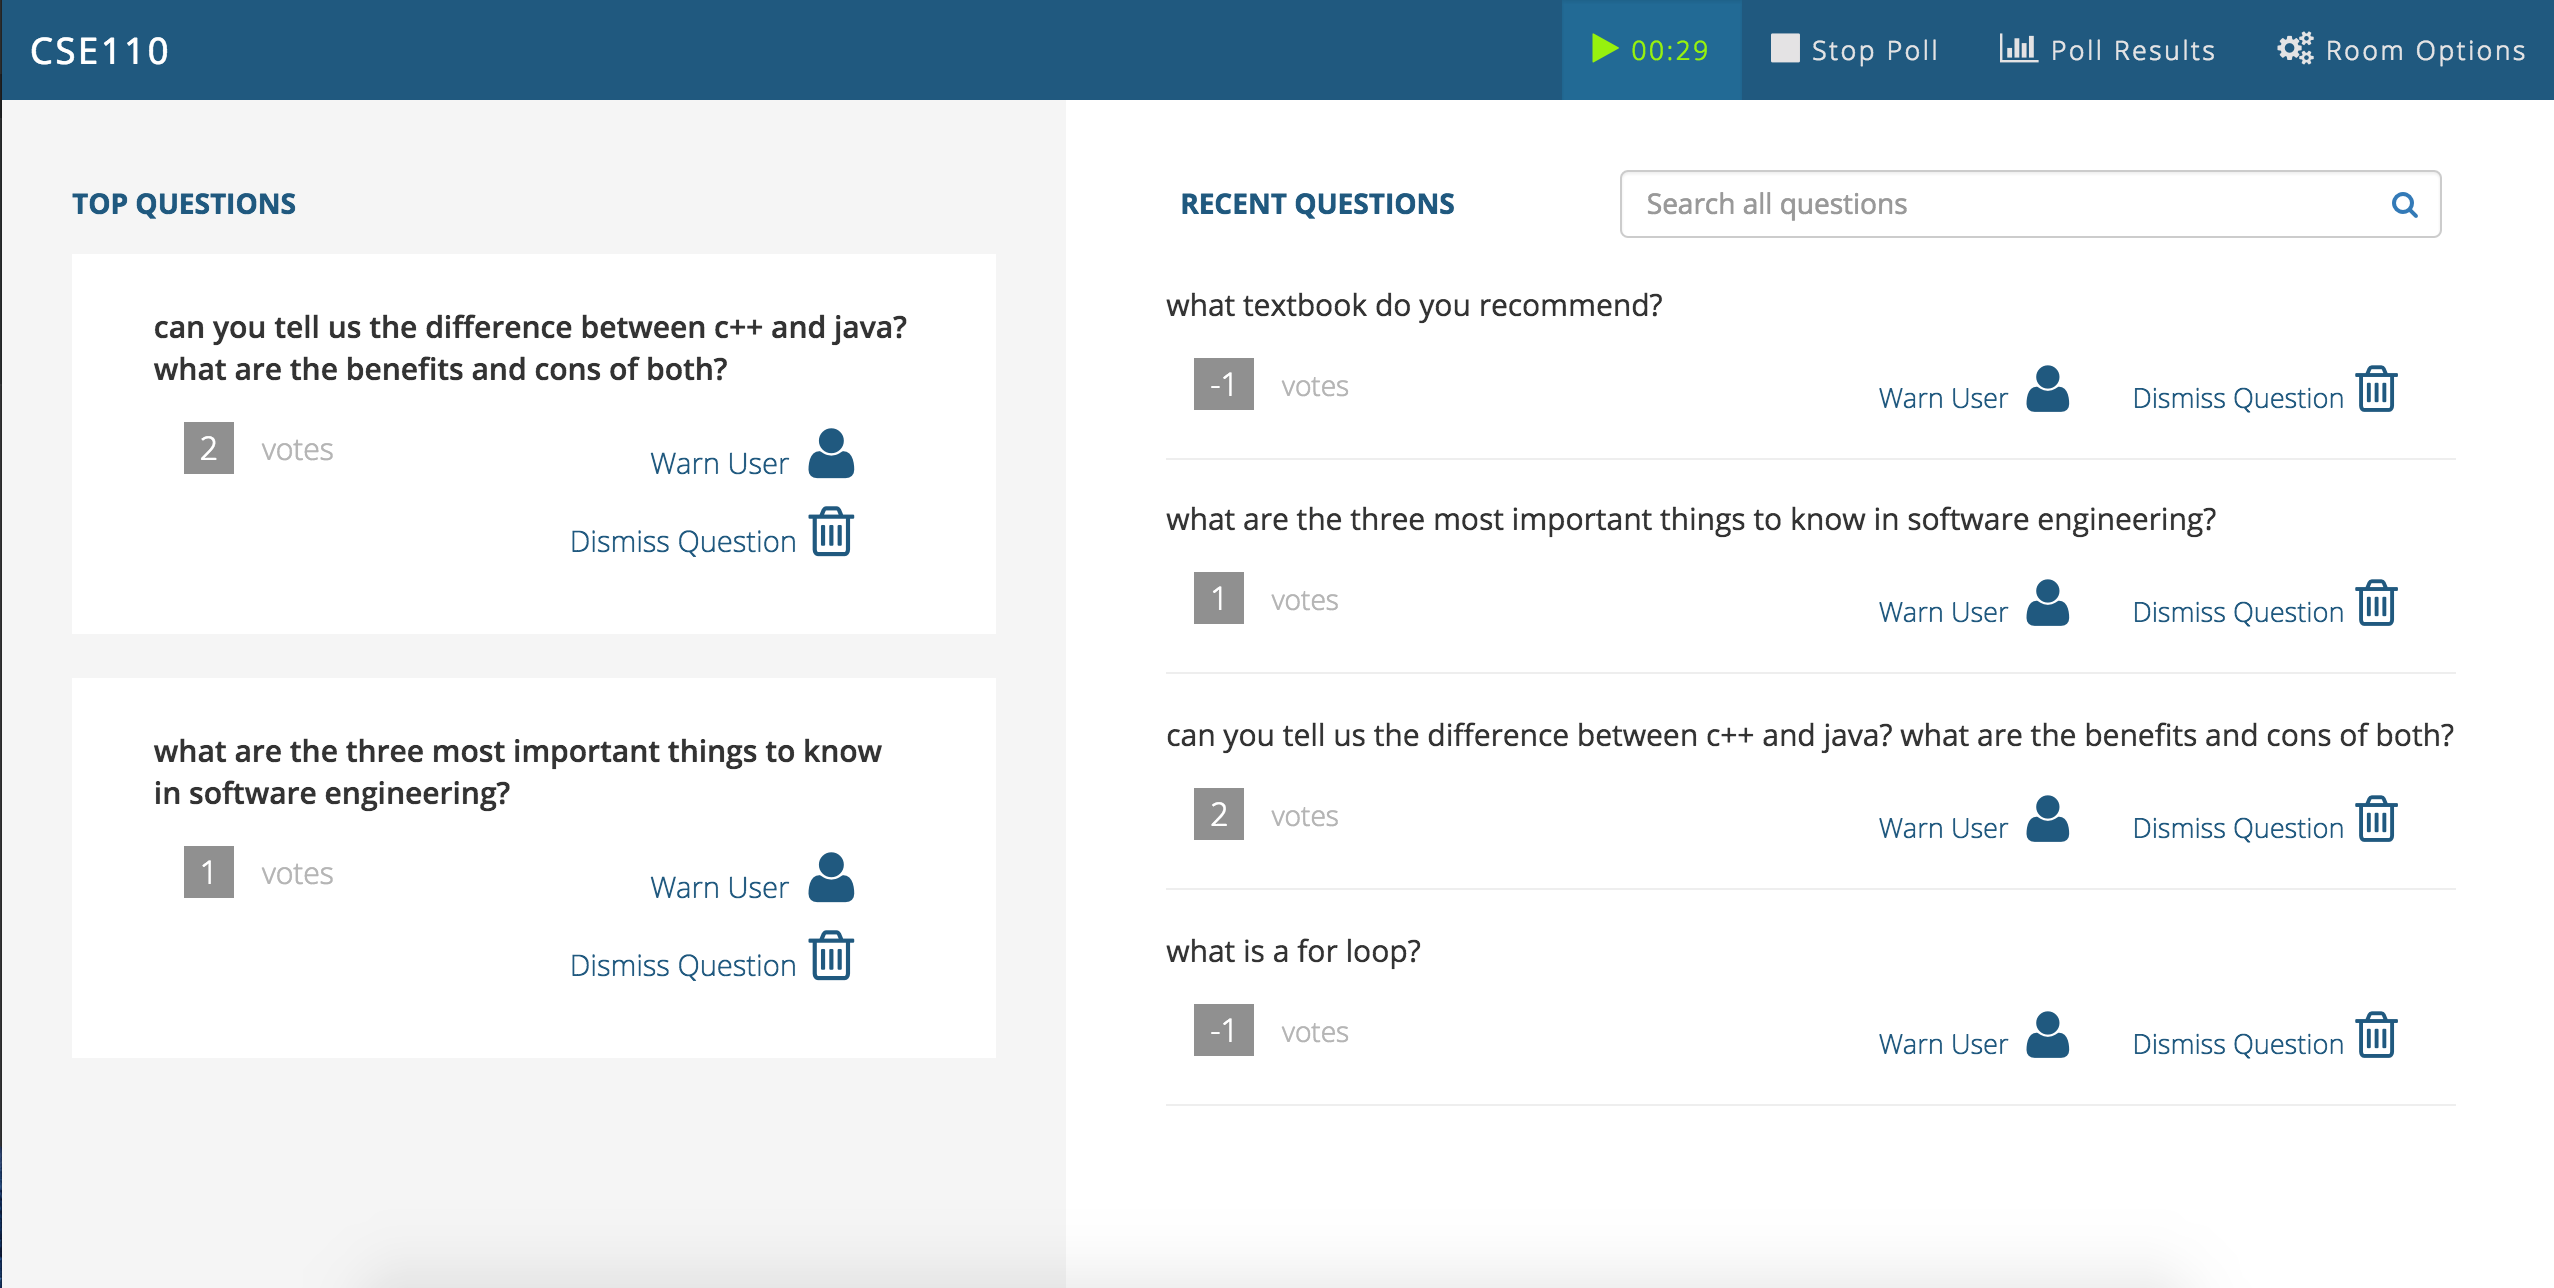 CSE110
00:29
Stop Poll
Poll Results
Room Options
TOP QUESTIONS
can you tell us the difference between c++ and java?
what are the benefits and cons of both?
2 votes
Warn User
Dismiss Question
what are the three most important things to know
in software engineering?
1 votes
Warn User
Dismiss Question
RECENT QUESTIONS
Search all questions
what textbook do you recommend?
-1 votes
Warn User
Dismiss Question
what are the three most important things to know in software engineering?
1 votes
Warn User
Dismiss Question
can you tell us the difference between c++ and java? what are the benefits and cons of both?
2 votes
Warn User
Dismiss Question
what is a for loop?
-1 votes
Warn User
Dismiss Question